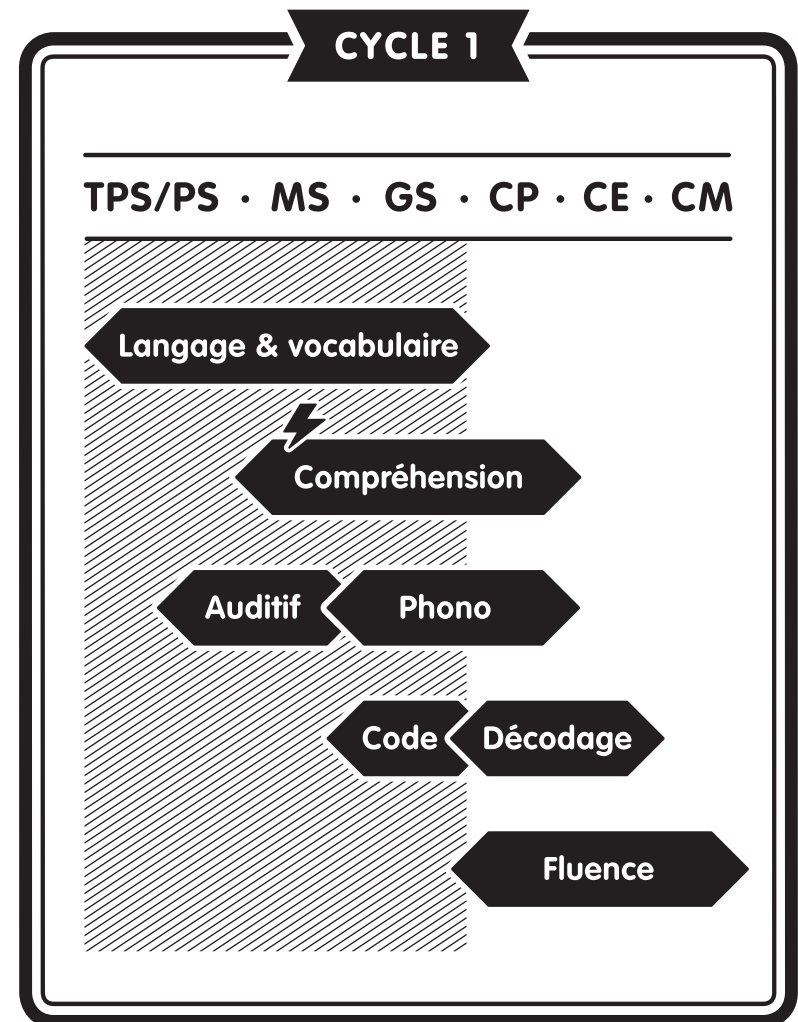 CYCLE 1
TPS/PS · MS · GS · CP · CE · CM
Langage & vocabulaire
Compréhension
Auditif Phono
Code Décodage
Fluence